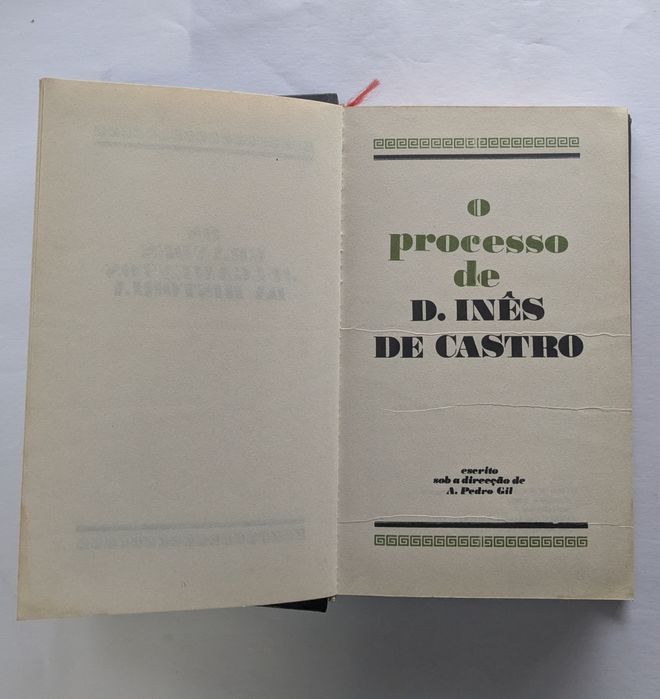 o
processo
de
D. INÊS
DE CASTRO
escrito
sob a direcção de
A. Pedro Gil